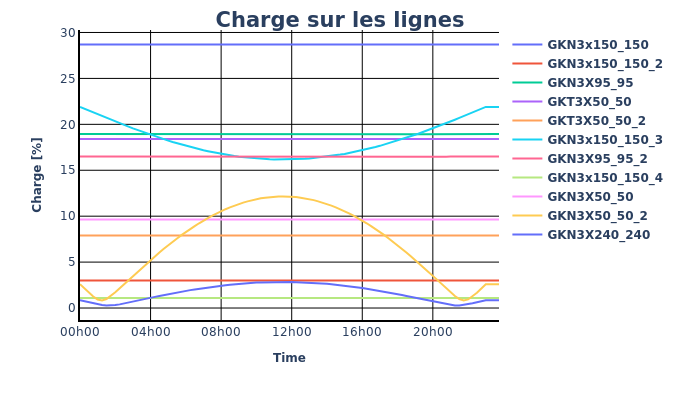 Charge sur les lignes
30
25
20
15
10
5
0
Charge [%]
00h00 04h00 08h00 12h00 16h00 20h00
Time
GKN3x150_150
GKN3x150_150_2
GKN3X95_95
GKT3X50_50
GKT3X50_50_2
GKN3x150_150_3
GKN3X95_95_2
GKN3x150_150_4
GKN3X50_50
GKN3X50_50_2
GKN3X240_240